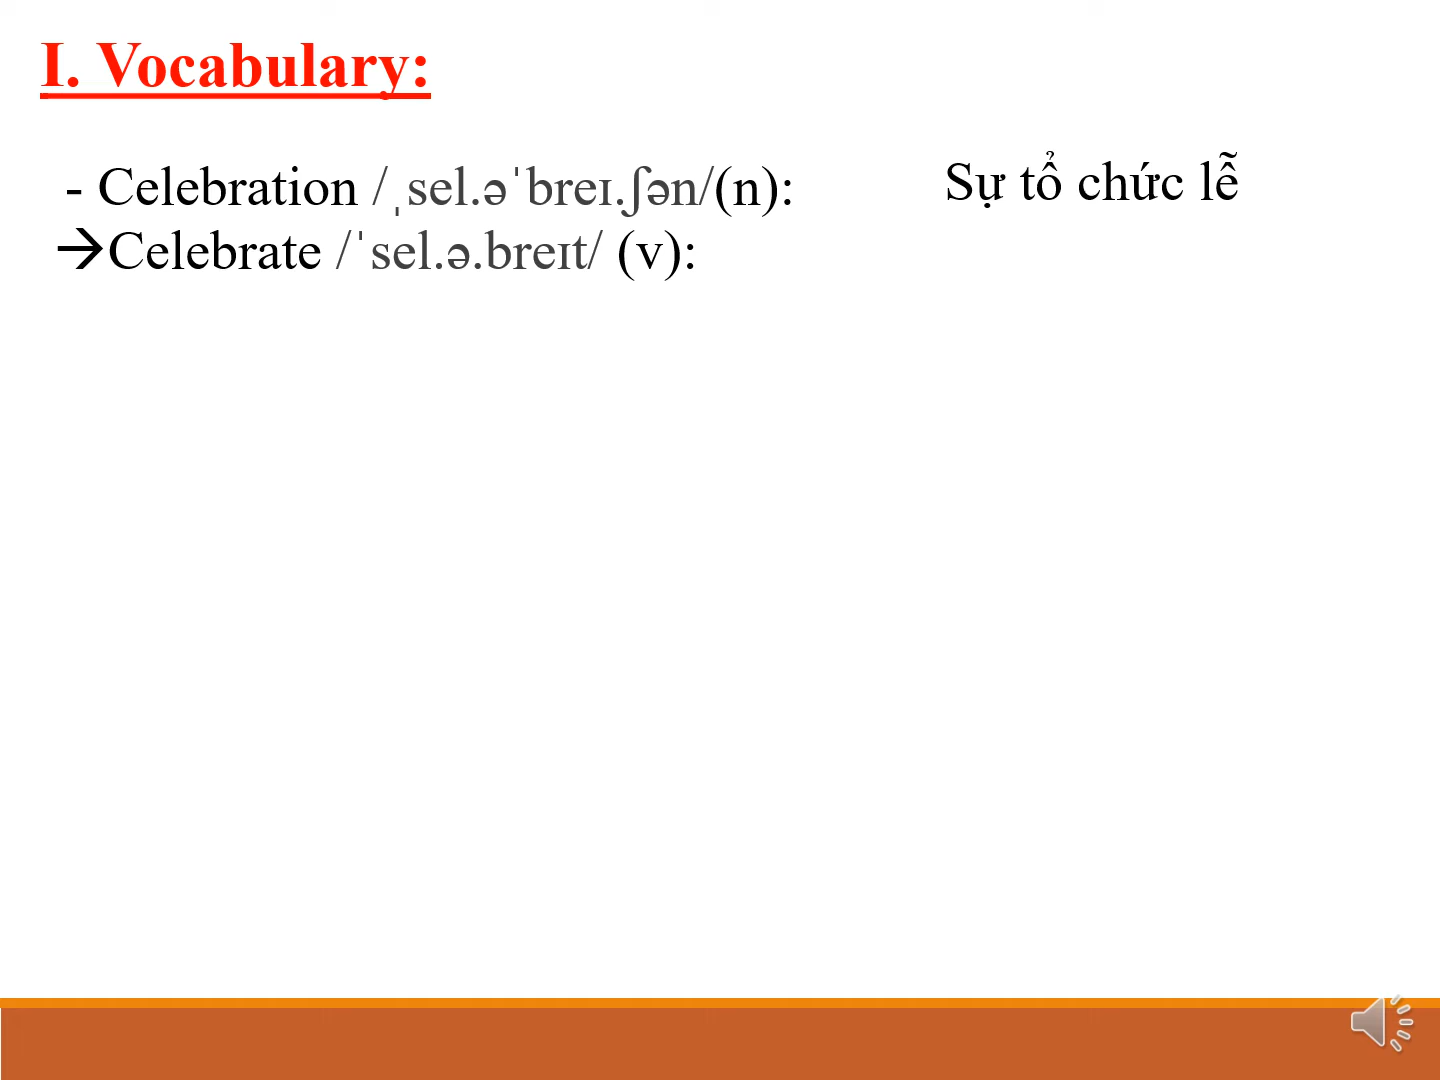 I. Vocabulary:
- Celebration /ˌsel.əˈbreɪ.ʃən/(n): Sự tổ chức lễ
→Celebrate /ˈsel.ə.breɪt/ (v):